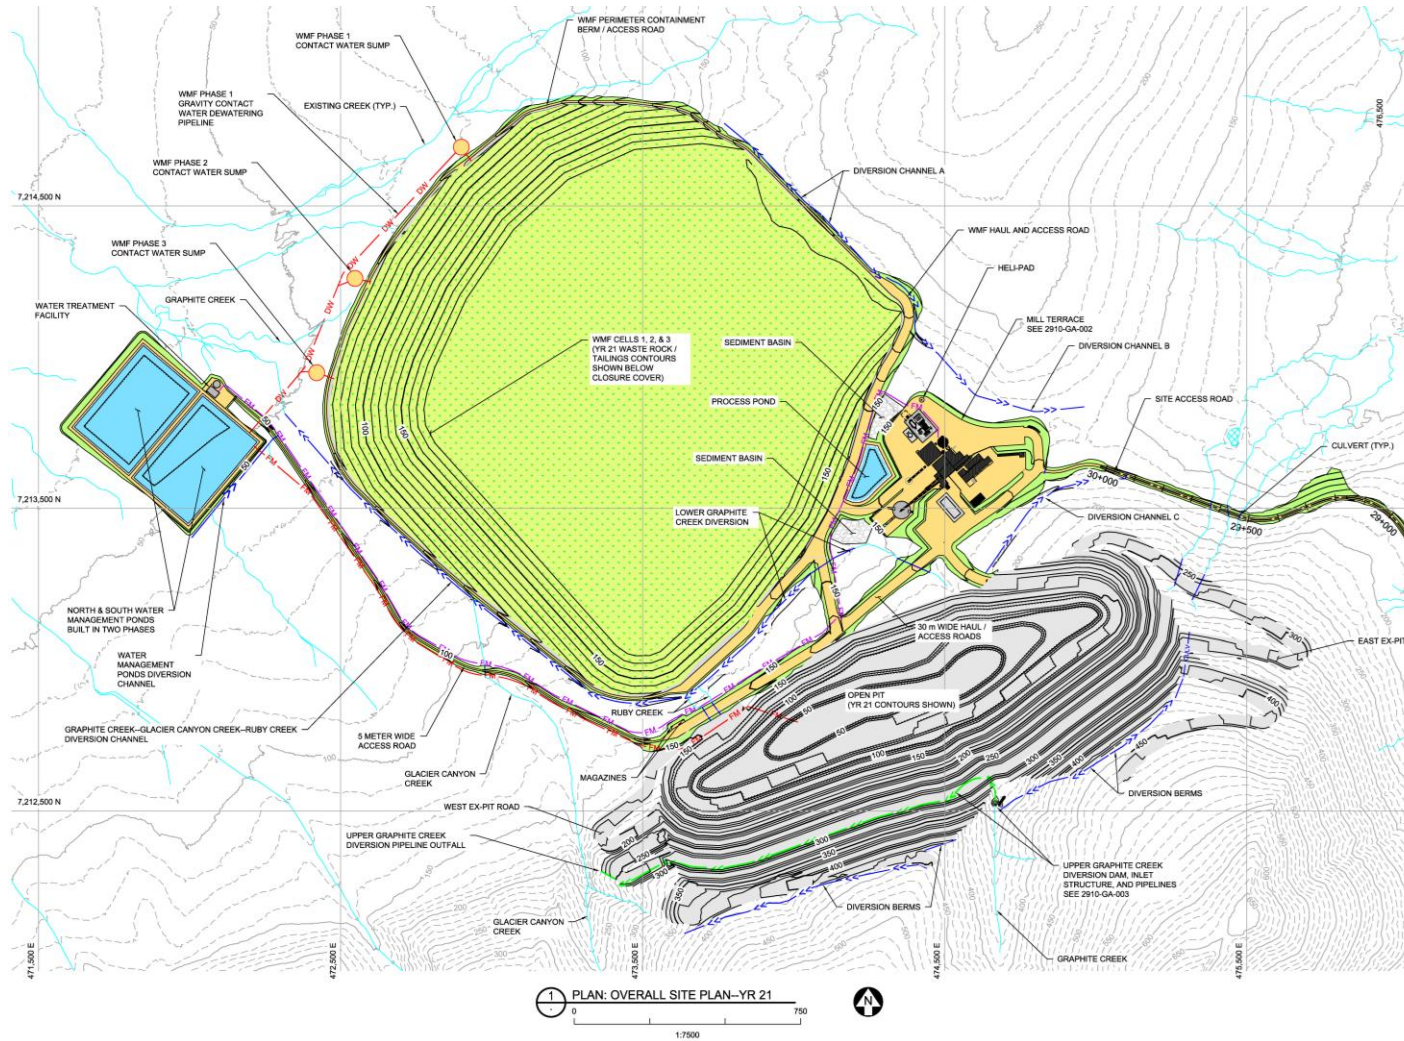 WMF PERIMETER CONTAINMENT
BERM / ACCESS ROAD
WMF PHASE 1
CONTACT WATER SUMP
WMF PHASE 1
GRAVITY CONTACT
WATER DEWATERING
PIPELINE
EXISTING CREEK (TYP.)
476,500
WMF PHASE 2
CONTACT WATER SUMP
DIVERSION CHANNEL A
7,214,500 N
WMF HAUL AND ACCESS ROAD
WMF PHASE 3
CONTACT WATER SUMP
HELI-PAD
GRAPHITE CREEK
WATER TREATMENT
FACILITY
MILL TERRACE
SEE 2910-GA-002
WMF CELLS 1, 2, & 3
(YR 21 WASTE ROCK /
TAILINGS CONTOURS
SHOWN BELOW
CLOSURE COVER)
SEDIMENT BASIN
DIVERSION CHANNEL B
PROCESS POND
SITE ACCESS ROAD
SEDIMENT BASIN
CULVERT (TYP.)
30+000
7,213,500 N
LOWER GRAPHITE
CREEK DIVERSION
DIVERSION CHANNEL C
29+500
29+000
NORTH & SOUTH WATER
MANAGEMENT PONDS
BUILT IN TWO PHASES
30 m WIDE HAUL /
ACCESS ROADS
EAST EX-PIT
WATER
MANAGEMENT
PONDS DIVERSION
CHANNEL
OPEN PIT
(YR 21 CONTOURS SHOWN)
RUBY CREEK
GRAPHITE CREEK--GLACIER CANYON CREEK--RUBY CREEK
DIVERSION CHANNEL
5 METER WIDE
ACCESS ROAD
GLACIER CANYON
CREEK
MAGAZINES
DIVERSION BERMS
7,212,500 N
WEST EX-PIT ROAD
UPPER GRAPHITE CREEK
DIVERSION PIPELINE OUTFALL
UPPER GRAPHITE CREEK
DIVERSION DAM, INLET
STRUCTURE, AND PIPELINES
SEE 2910-GA-003
DIVERSION BERMS
GLACIER CANYON
CREEK
GRAPHITE CREEK
471,500 E
472,500 E
473,500 E
474,500 E
475,500 E
1 PLAN: OVERALL SITE PLAN--YR 21
0 750
1:7500
N